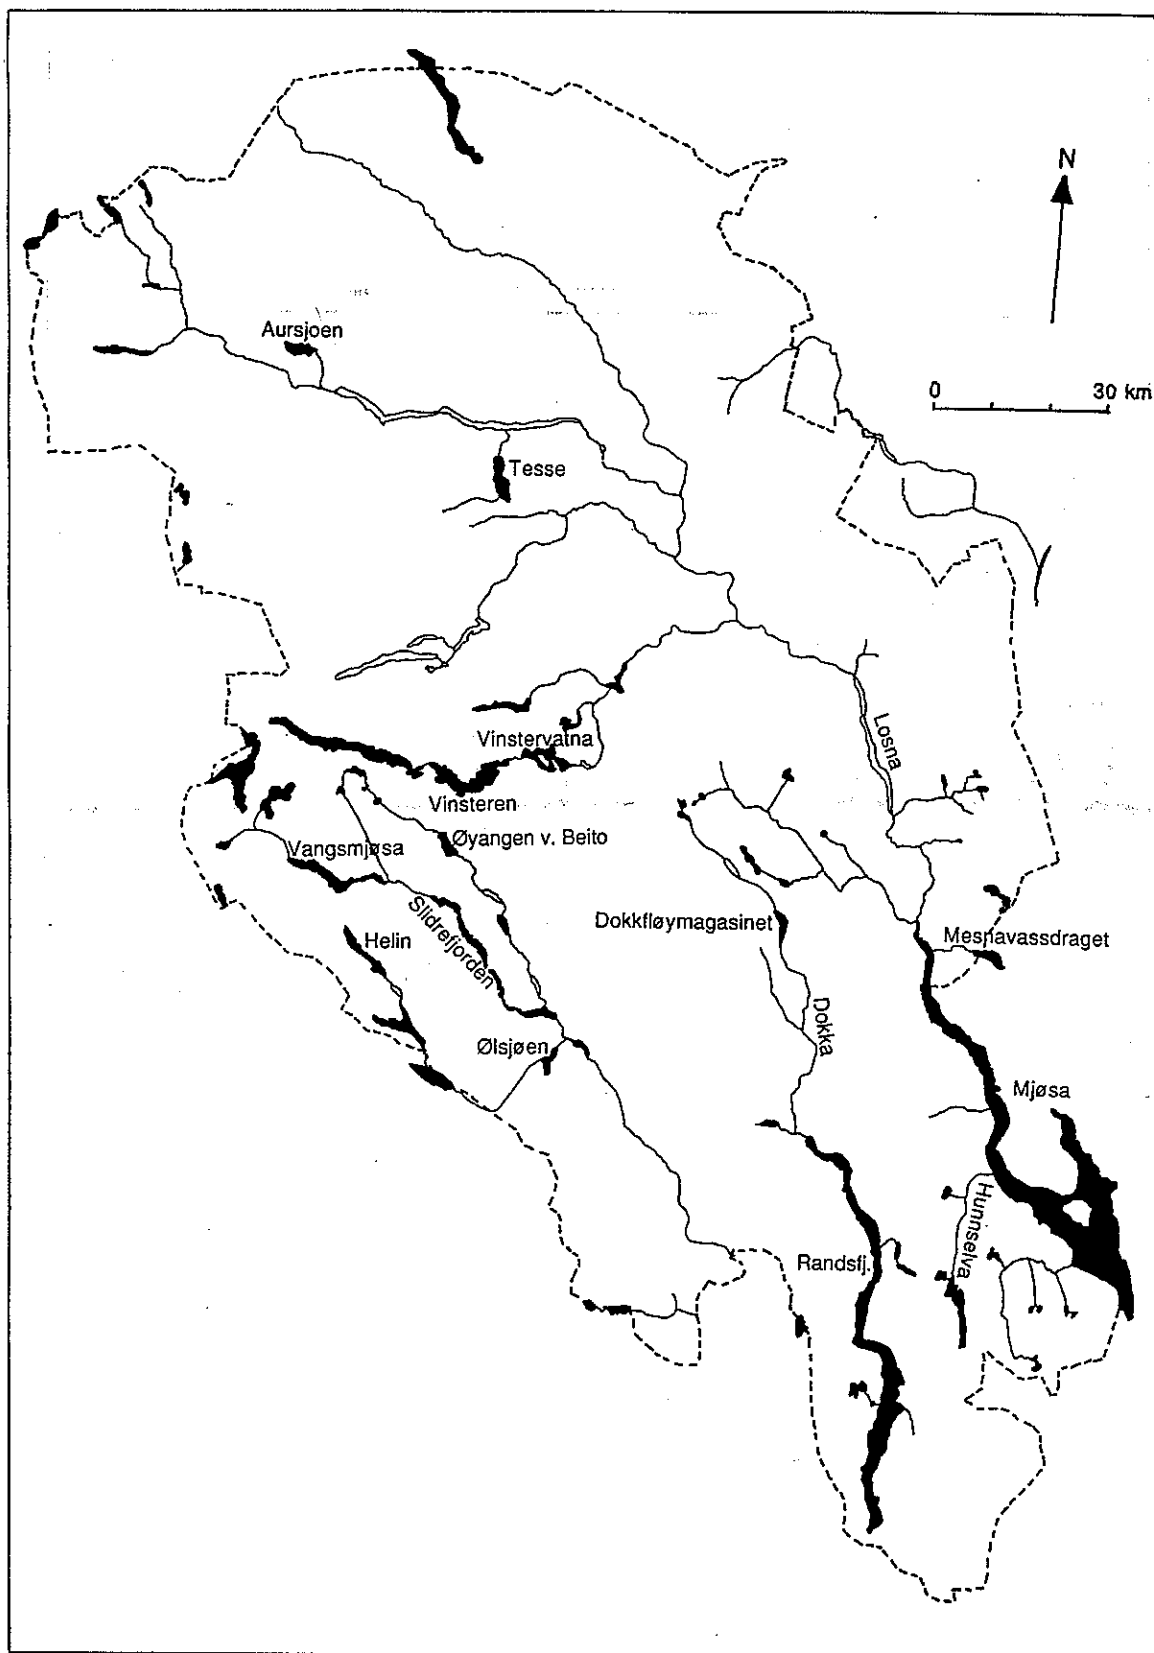 N
Aursjoen
0 30 km
Tesse
Losna
Vinstervatna
Vinsteren
Øyangen v. Beito
Vangsmjøsa
Slidrefjorden
Dokkfløymagasinet
Helin
Mesnavassdraget
Dokka
Ølsjøen
Mjøsa
Hunnselva
Randsfj.